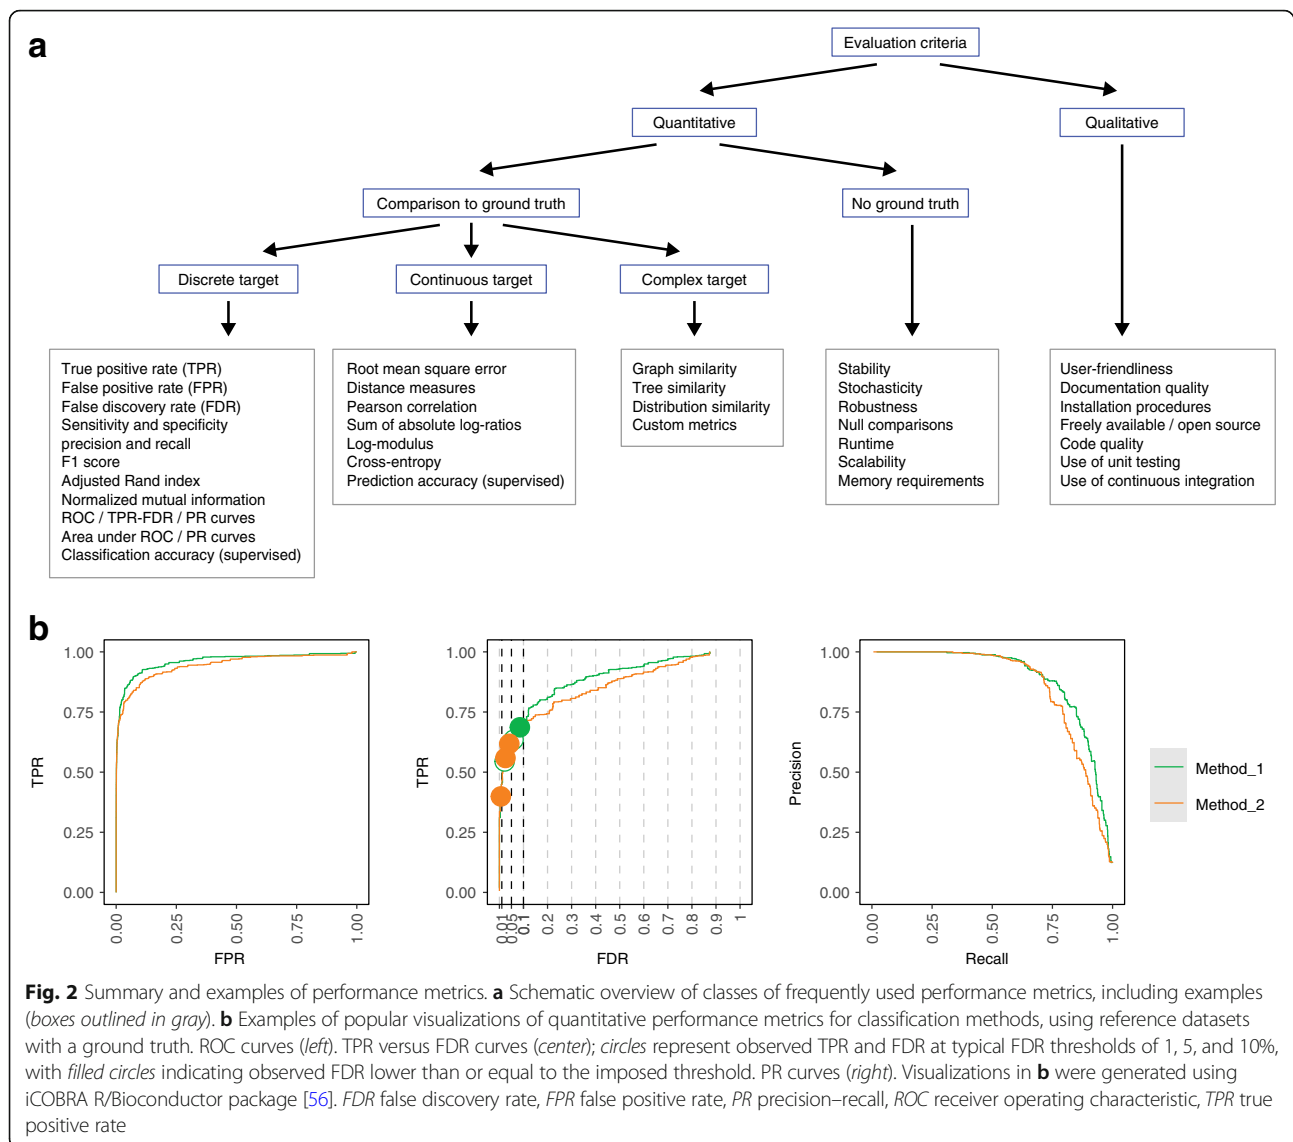 a
Evaluation criteria
Quantitative
Qualitative
Comparison to ground truth
No ground truth
Discrete target
Continuous target
Complex target
True positive rate (TPR)
False positive rate (FPR)
False discovery rate (FDR)
Sensitivity and specificity
precision and recall
F1 score
Adjusted Rand index
Normalized mutual information
ROC / TPR-FDR / PR curves
Area under ROC / PR curves
Classification accuracy (supervised)
Root mean square error
Distance measures
Pearson correlation
Sum of absolute log-ratios
Log-modulus
Cross-entropy
Prediction accuracy (supervised)
Graph similarity
Tree similarity
Distribution similarity
Custom metrics
Stability
Stochasticity
Robustness
Null comparisons
Runtime
Scalability
Memory requirements
User-friendliness
Documentation quality
Installation procedures
Freely available / open source
Code quality
Use of unit testing
Use of continuous integration
b
TPR
1.00
0.75
0.50
0.25
0.00
0.00
0.25
0.50
0.75
1.00
FPR
TPR
1.00
0.75
0.50
0.25
0.00
0.01
0.05
0.1
0.2
0.3
0.4
0.5
0.6
0.7
0.8
0.9
1
FDR
Precision
1.00
0.75
0.50
0.25
0.00
0.00
0.25
0.50
0.75
1.00
Recall
Method_1
Method_2
Fig. 2 Summary and examples of performance metrics. a Schematic overview of classes of frequently used performance metrics, including examples
(boxes outlined in gray). b Examples of popular visualizations of quantitative performance metrics for classification methods, using reference datasets
with a ground truth. ROC curves (left). TPR versus FDR curves (center); circles represent observed TPR and FDR at typical FDR thresholds of 1, 5, and 10%,
with filled circles indicating observed FDR lower than or equal to the imposed threshold. PR curves (right). Visualizations in b were generated using
iCOBRA R/Bioconductor package [56]. FDR false discovery rate, FPR false positive rate, PR precision–recall, ROC receiver operating characteristic, TPR true
positive rate